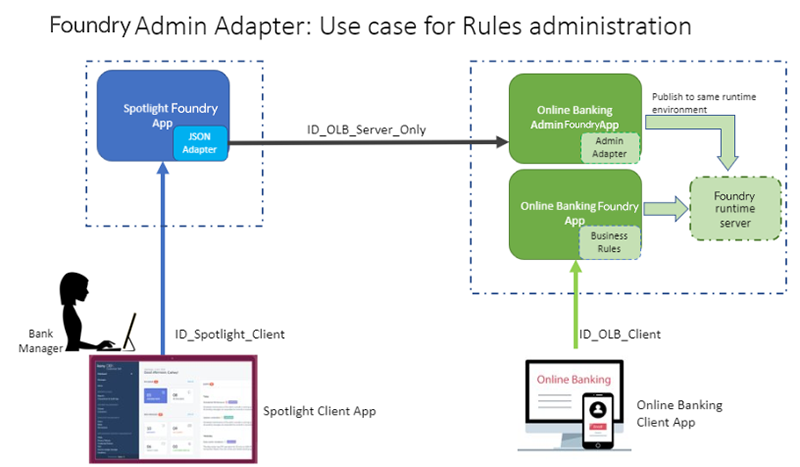 Foundry Admin Adapter: Use case for Rules administration
Spotlight Foundry
App
JSON
Adapter
ID_OLB_Server_Only
Online Banking
Admin Foundry App
Admin
Adapter
Publish to same runtime
environment
Online Banking Foundry
App
Business
Rules
Foundry
runtime
server
Bank
Manager
ID_Spotlight_Client
ID_OLB_Client
Spotlight Client App
Online Banking
Online Banking
Client App